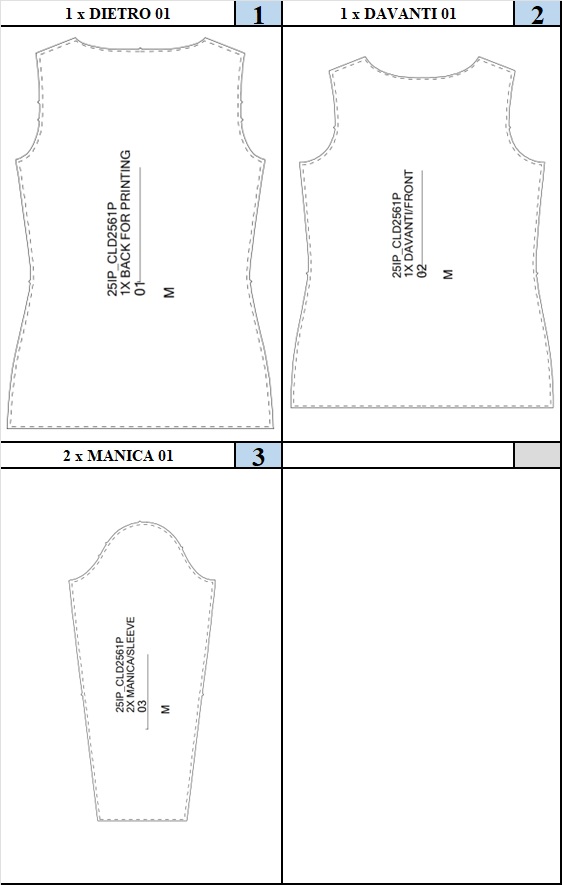 1 x DIETRO 01
1
1 x DAVANTI 01
2
25IP_CLD2561P
1X BACK FOR PRINTING
01
M
25IP_CLD2561P
1X DAVANTI/FRONT
02
M
2 x MANICA 01
3
25IP_CLD2561P
2X MANICA/SLEEVE
03
M